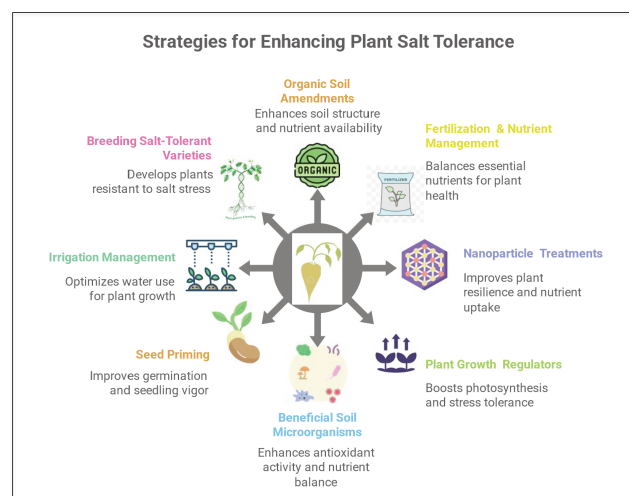 Strategies for Enhancing Plant Salt Tolerance
Organic Soil
Amendments
Enhances soil structure
and nutrient availability
ORGANIC
Fertilization & Nutrient
Management
Balances essential
nutrients for plant
health
FERTILIZER
Nanoparticle Treatments
Improves plant
resilience and nutrient
uptake
Plant Growth Regulators
Boosts photosynthesis
and stress tolerance
Beneficial Soil
Microorganisms
Enhances antioxidant
activity and nutrient
balance
Seed Priming
Improves germination
and seedling vigor
Irrigation Management
Optimizes water use
for plant growth
Breeding Salt-Tolerant
Varieties
Develops plants
resistant to salt stress